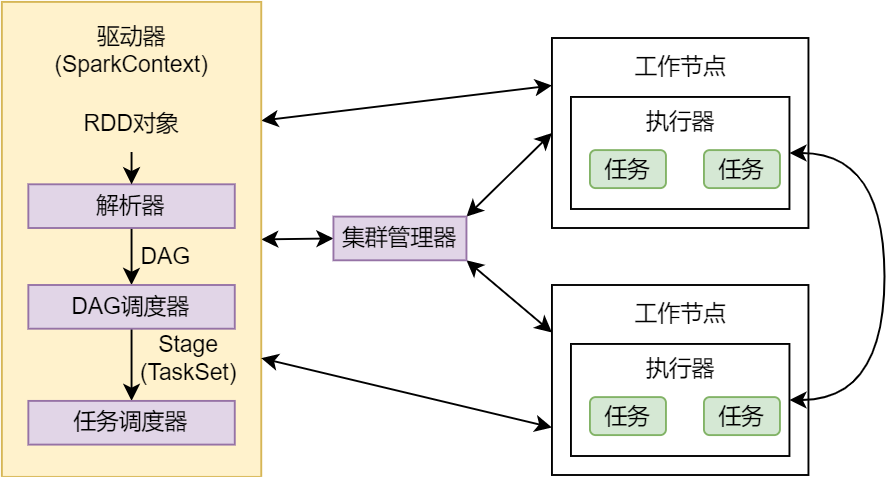 驱动器
(SparkContext)
RDD对象
解析器
DAG
DAG调度器
Stage
(TaskSet)
任务调度器
集群管理器
工作节点
执行器
任务 任务
工作节点
执行器
任务 任务